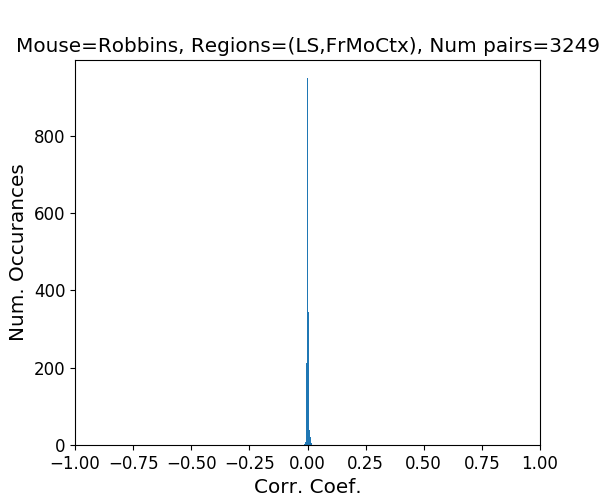 Mouse=Robbins, Regions=(LS,FrMoCtx), Num pairs=3249
Num. Occurances
800
600
400
200
0
−1.00 −0.75 −0.50 −0.25 0.00 0.25 0.50 0.75 1.00
Corr. Coef.